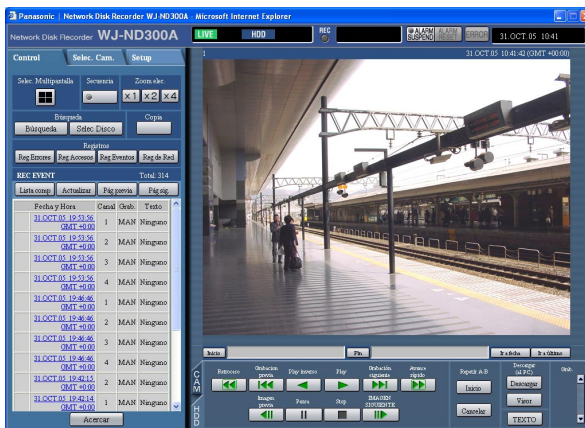 Panasonic | Network Disk Recorder WJ-ND300A - Microsoft Internet Explorer
Network Disk Recorder WJ-ND300A
LIVE HDD REC ALARM SUSPEND ALARM RESET ERROR 31.OCT.05 10:41
Control Selec. Cam. Setup
1 31.OCT.05 10:41:42 (GMT +00:00)
Selec. Multipantalla Secuencia Zoom elec.
x1 x2 x4
Búsqueda Copia
Búsqueda Selec Disco
Registros
Reg Errores Reg Accesos Reg Eventos Reg de Red
REC EVENT Total: 314
Lista comp Actualizar Pág previa Pág sig.
Fecha y Hora Canal Grab. Texto
31.OCT.05 19:53:56 GMT +0:00 1 MAN Ninguno
31.OCT.05 19:53:56 GMT +0:00 2 MAN Ninguno
31.OCT.05 19:53:56 GMT +0:00 3 MAN Ninguno
31.OCT.05 19:53:56 GMT +0:00 4 MAN Ninguno
31.OCT.05 19:46:46 GMT +0:00 1 MAN Ninguno
31.OCT.05 19:46:46 GMT +0:00 2 MAN Ninguno
31.OCT.05 19:46:46 GMT +0:00 3 MAN Ninguno
31.OCT.05 19:46:46 GMT +0:00 4 MAN Ninguno
31.OCT.05 19:42:15 GMT +0:00 2 MAN Ninguno
31.OCT.05 19:42:14 GMT +0:00 1 MAN Ninguno
Acercar
Inicio Fin Ir a fecha Ir a último
CAM
HDD
Retroceso Grabacion previa Play inverso Play Grabación siguiente Avance rápido
Imagen previa Pausa Stop IMAGEN SIGUIENTE
Repetir A-B
Inicio
Cancelar
Descargar (al PC)
Descargar
Visor
TEXTO
Grab.